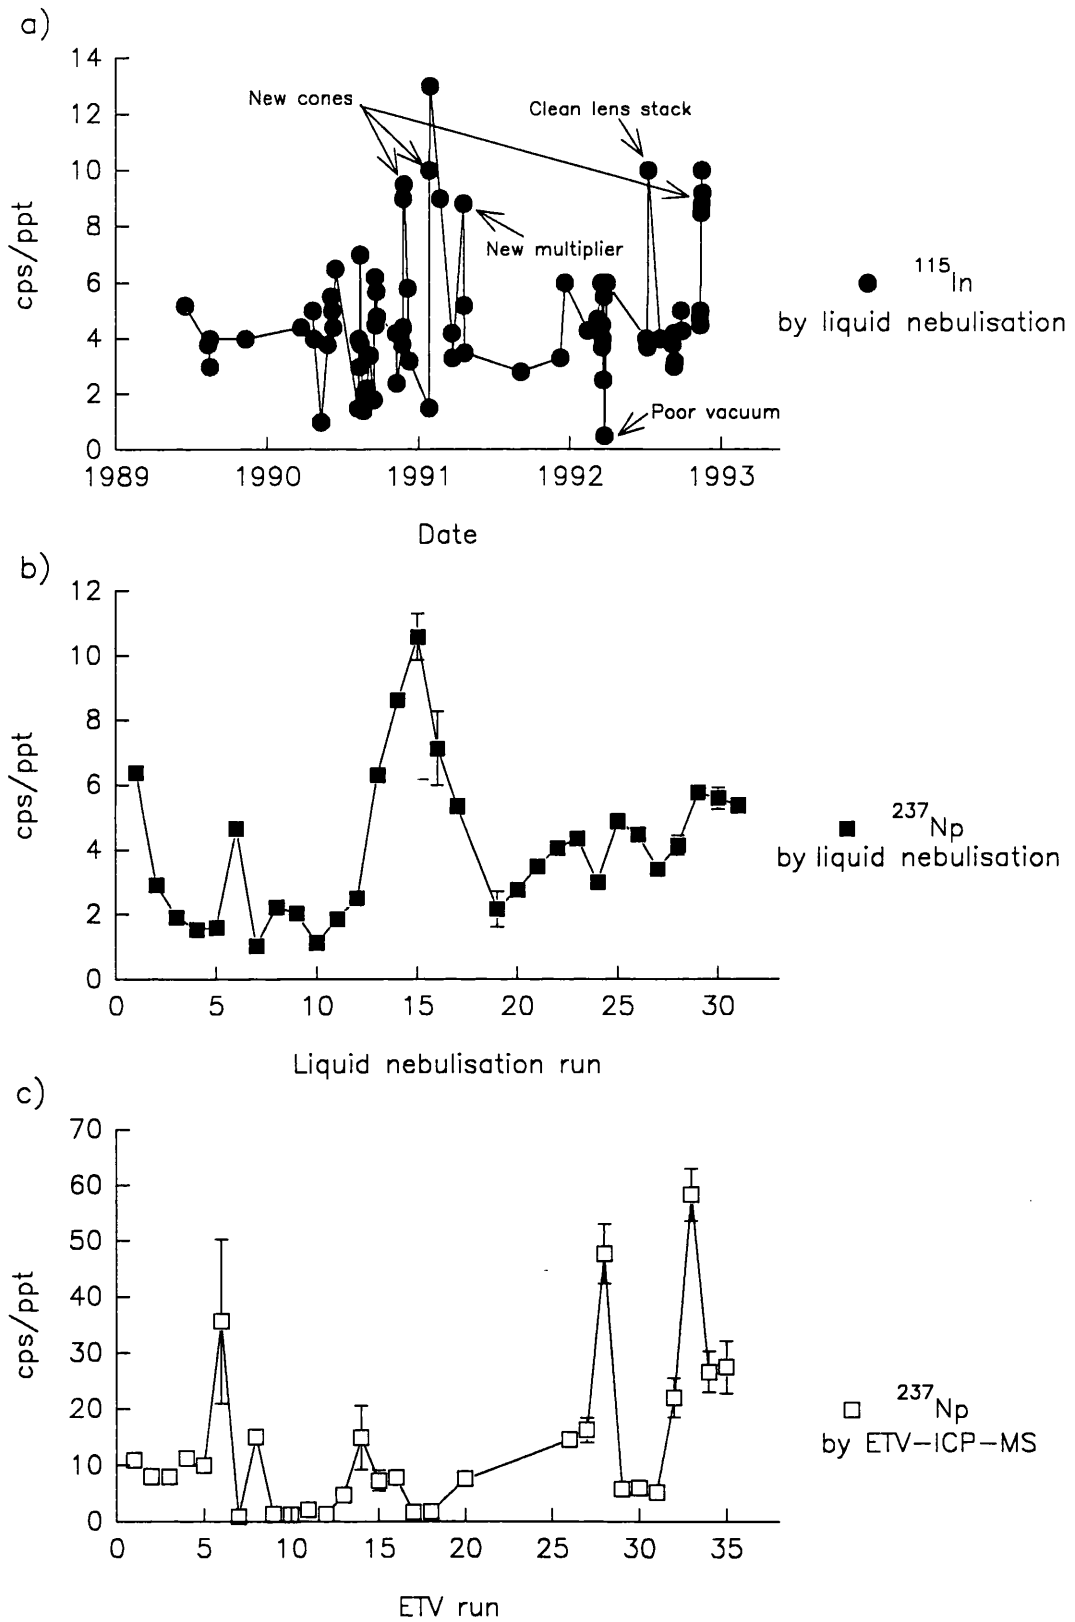 a)
14
12
10
8
6
4
2
0
cps/ppt
New cones
Clean lens stack
New multiplier
Poor vacuum
1989 1990 1991 1992 1993
Date
115In
by liquid nebulisation
b)
12
10
8
6
4
2
0
cps/ppt
0 5 10 15 20 25 30
Liquid nebulisation run
237Np
by liquid nebulisation
c)
70
60
50
40
30
20
10
0
cps/ppt
0 5 10 15 20 25 30 35
ETV run
237Np
by ETV-ICP-MS